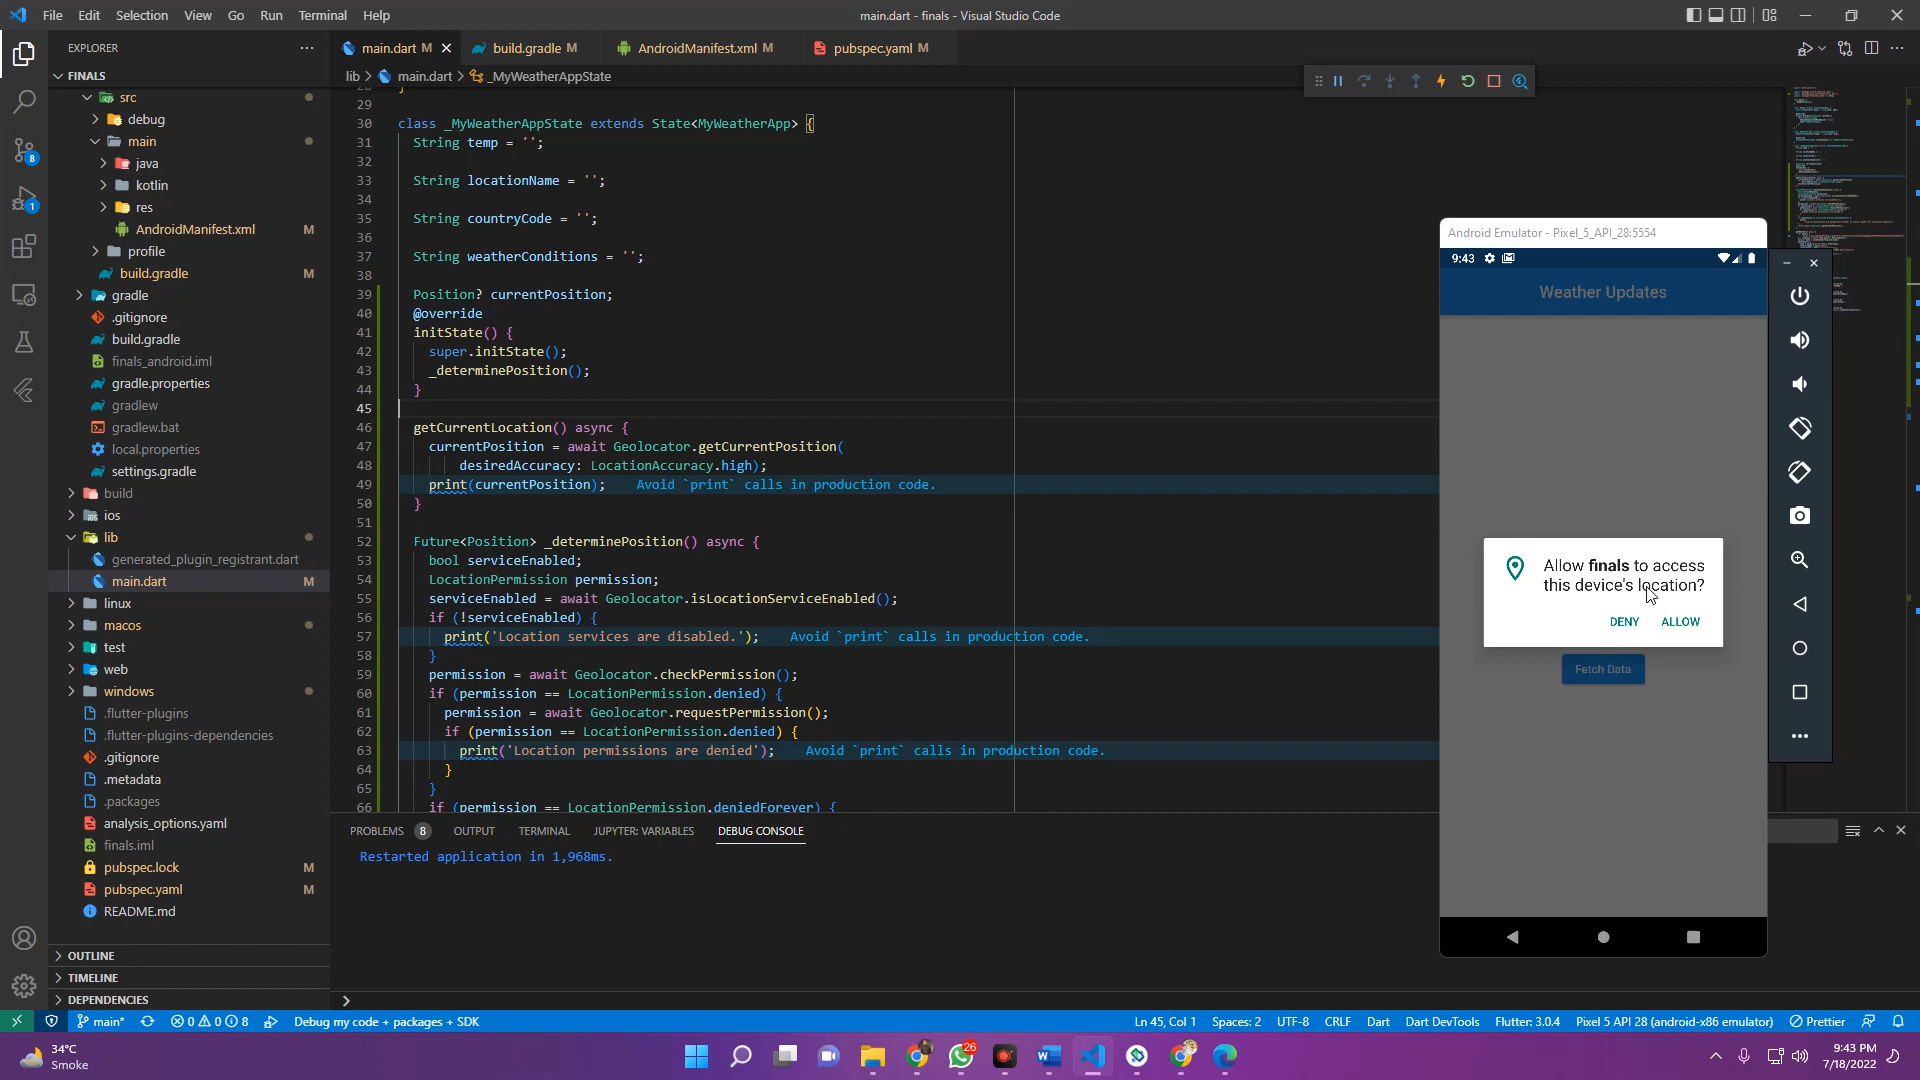 File Edit Selection View Go Run Terminal Help
main.dart - finals - Visual Studio Code
EXPLORER
main.dart M
build.gradle M
AndroidManifest.xml M
pubspec.yaml M
FINALS
lib > main.dart > _MyWeatherAppState
src
debug
main
java
kotlin
res
AndroidManifest.xml M
profile
build.gradle M
gradle
.gitignore
build.gradle
finals_android.iml
gradle.properties
gradlew
gradlew.bat
local.properties
settings.gradle
build
ios
lib
generated_plugin_registrant.dart
main.dart M
linux
macos
test
web
windows
.flutter-plugins
.flutter-plugins-dependencies
.gitignore
.metadata
.packages
analysis_options.yaml
finals.iml
pubspec.lock M
pubspec.yaml M
README.md
OUTLINE
TIMELINE
DEPENDENCIES
8
1
28 }
29
30 class _MyWeatherAppState extends State<MyWeatherApp> {
31 String temp = '';
32
33 String locationName = '';
34
35 String countryCode = '';
36
37 String weatherConditions = '';
38
39 Position? currentPosition;
40 @override
41 initState() {
42 super.initState();
43 _determinePosition();
44 }
45
46 getCurrentLocation() async {
47 currentPosition = await Geolocator.getCurrentPosition(
48 desiredAccuracy: LocationAccuracy.high);
49 print(currentPosition); Avoid `print` calls in production code.
50 }
51
52 Future<Position> _determinePosition() async {
53 bool serviceEnabled;
54 LocationPermission permission;
55 serviceEnabled = await Geolocator.isLocationServiceEnabled();
56 if (!serviceEnabled) {
57 print('Location services are disabled.'); Avoid `print` calls in production code.
58 }
59 permission = await Geolocator.checkPermission();
60 if (permission == LocationPermission.denied) {
61 permission = await Geolocator.requestPermission();
62 if (permission == LocationPermission.denied) {
63 print('Location permissions are denied'); Avoid `print` calls in production code.
64 }
65 }
66 if (permission == LocationPermission.deniedForever) {
Android Emulator - Pixel_5_API_28:5554
9:43
Weather Updates
Allow finals to access
this device's location?
DENY ALLOW
Fetch Data
PROBLEMS 8 OUTPUT TERMINAL JUPYTER: VARIABLES DEBUG CONSOLE
Restarted application in 1,968ms.
main* 0 0 8 Debug my code + packages + SDK
Ln 45, Col 1 Spaces: 2 UTF-8 CRLF Dart Dart DevTools Flutter: 3.0.4 Pixel 5 API 28 (android-x86 emulator) Prettier
34°C
Smoke
26
9:43 PM
7/18/2022